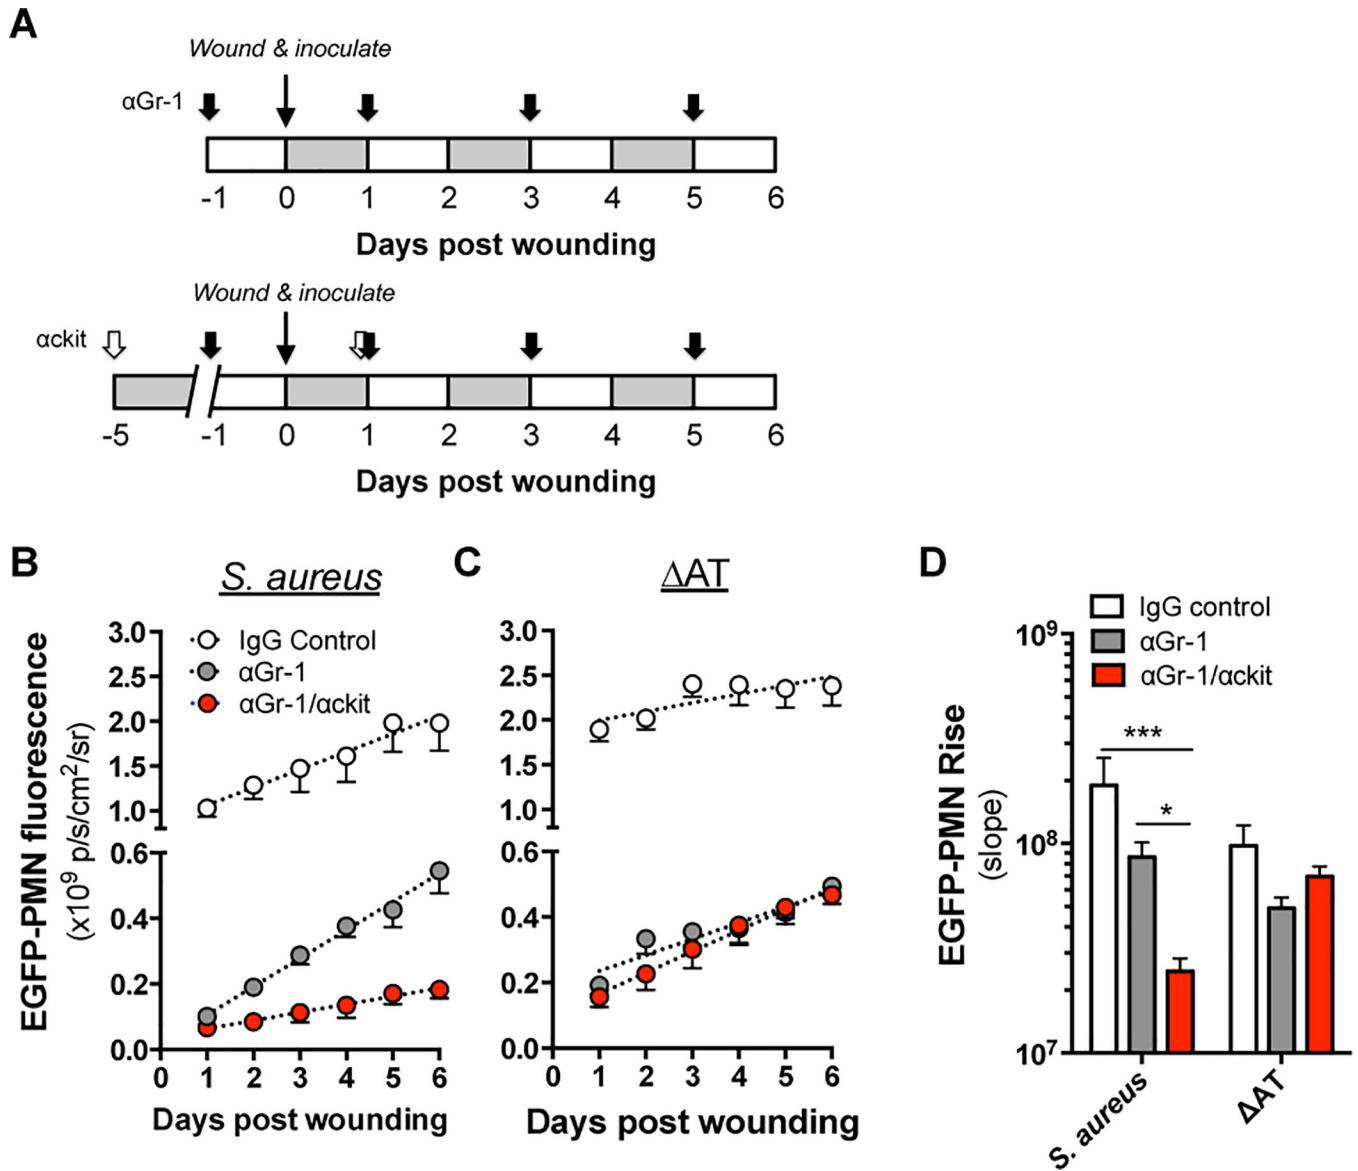 A
Wound & inoculate
αGr-1
-1 0 1 2 3 4 5 6
Days post wounding
Wound & inoculate
αckit
-5 -1 0 1 2 3 4 5 6
Days post wounding
B
S. aureus
EGFP-PMN fluorescence
(x10⁹ p/s/cm²/sr)
IgG Control
αGr-1
αGr-1/αckit
3.0
2.5
2.0
1.5
1.0
0.6
0.4
0.2
0.0
0 1 2 3 4 5 6
Days post wounding
C
ΔAT
3.0
2.5
2.0
1.5
1.0
0.6
0.4
0.2
0.0
0 1 2 3 4 5 6
Days post wounding
D
IgG control
αGr-1
αGr-1/αckit
EGFP-PMN Rise
(slope)
10⁹
10⁸
10⁷
***
*
S. aureus
ΔAT